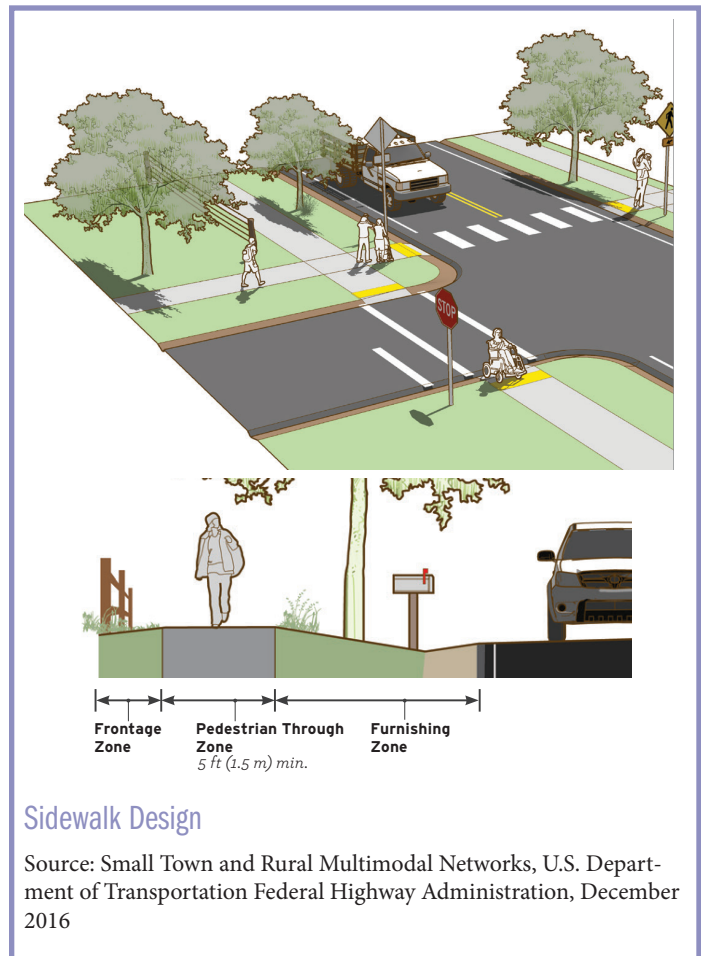 STOP
Frontage
Zone
Pedestrian Through
Zone
5 ft (1.5 m) min.
Furnishing
Zone
Sidewalk Design
Source: Small Town and Rural Multimodal Networks, U.S. Depart-
ment of Transportation Federal Highway Administration, December
2016